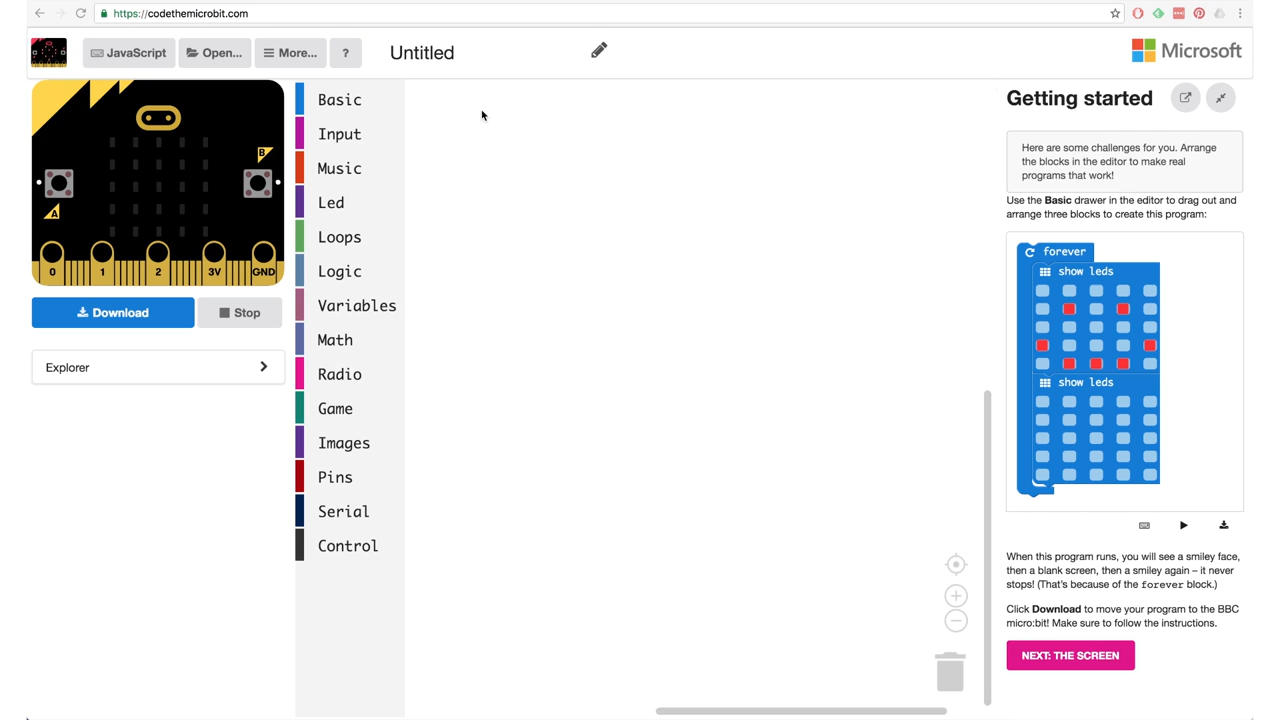 https://codethemicrobit.com
JavaScript
Open...
More...
?
Untitled
Microsoft
A
B
0
1
2
3V
GND
Download
Stop
Explorer
Basic
Input
Music
Led
Loops
Logic
Variables
Math
Radio
Game
Images
Pins
Serial
Control
Getting started
Here are some challenges for you. Arrange
the blocks in the editor to make real
programs that work!
Use the Basic drawer in the editor to drag out and
arrange three blocks to create this program:
forever
show leds
show leds
When this program runs, you will see a smiley face,
then a blank screen, then a smiley again – it never
stops! (That's because of the forever block.)
Click Download to move your program to the BBC
micro:bit! Make sure to follow the instructions.
NEXT: THE SCREEN